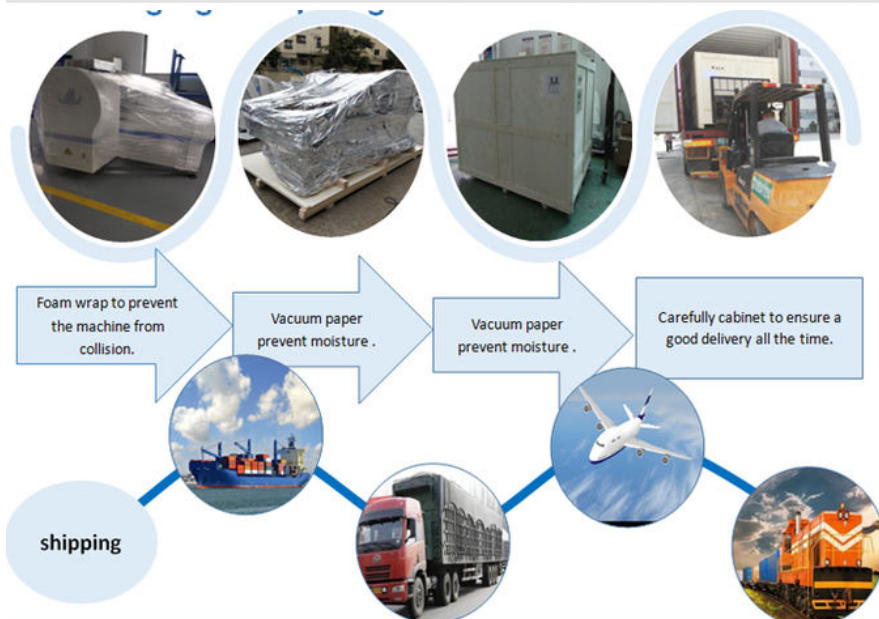 Foam wrap to prevent
the machine from
collision.
Vacuum paper
prevent moisture .
Vacuum paper
prevent moisture .
Carefully cabinet to ensure a
good delivery all the time.
shipping